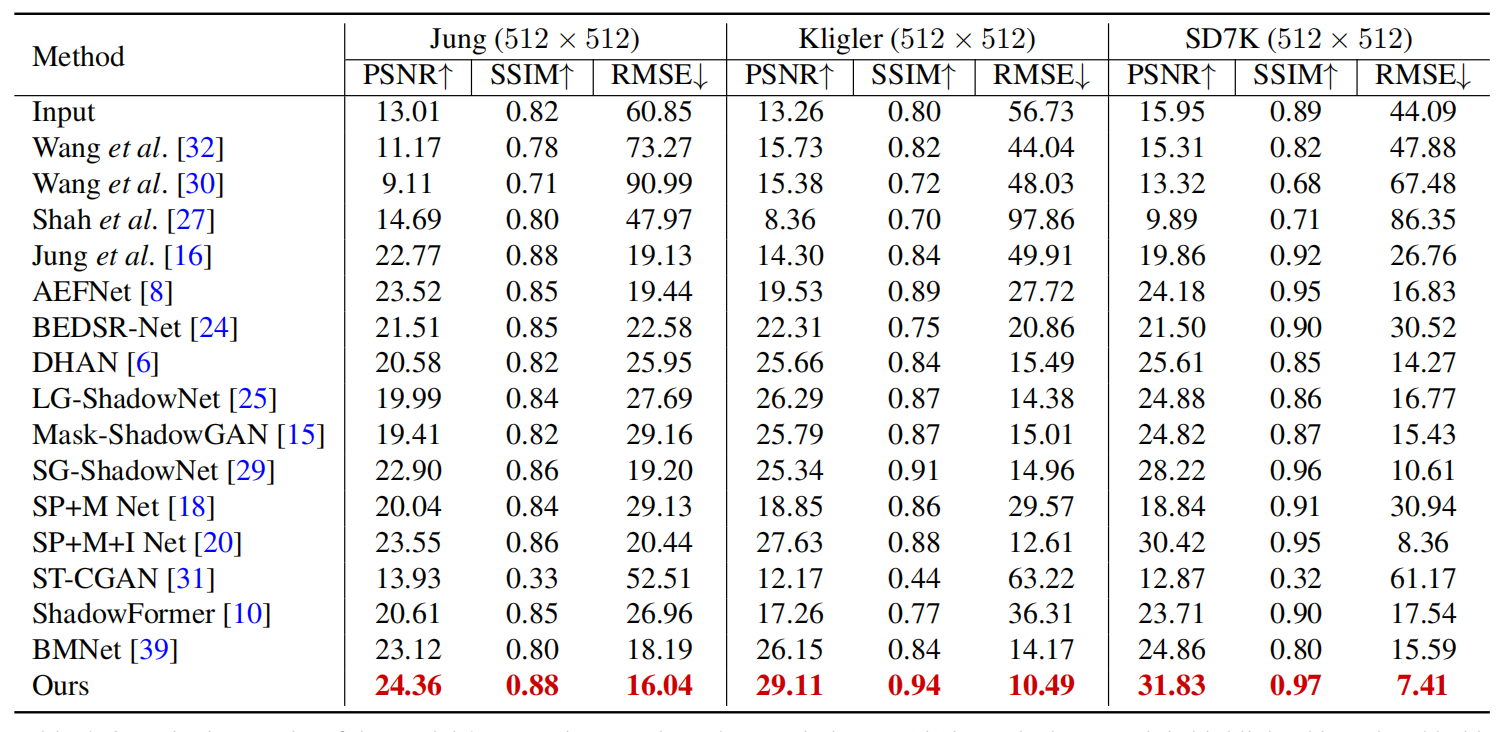 Method Jung (512 × 512) Kligler (512 × 512) SD7K (512 × 512)
PSNR↑ SSIM↑ RMSE↓ PSNR↑ SSIM↑ RMSE↓ PSNR↑ SSIM↑ RMSE↓
Input 13.01 0.82 60.85 13.26 0.80 56.73 15.95 0.89 44.09
Wang et al. [32] 11.17 0.78 73.27 15.73 0.82 44.04 15.31 0.82 47.88
Wang et al. [30] 9.11 0.71 90.99 15.38 0.72 48.03 13.32 0.68 67.48
Shah et al. [27] 14.69 0.80 47.97 8.36 0.70 97.86 9.89 0.71 86.35
Jung et al. [16] 22.77 0.88 19.13 14.30 0.84 49.91 19.86 0.92 26.76
AEFNet [8] 23.52 0.85 19.44 19.53 0.89 27.72 24.18 0.95 16.83
BEDSR-Net [24] 21.51 0.85 22.58 22.31 0.75 20.86 21.50 0.90 30.52
DHAN [6] 20.58 0.82 25.95 25.66 0.84 15.49 25.61 0.85 14.27
LG-ShadowNet [25] 19.99 0.84 27.69 26.29 0.87 14.38 24.88 0.86 16.77
Mask-ShadowGAN [15] 19.41 0.82 29.16 25.79 0.87 15.01 24.82 0.87 15.43
SG-ShadowNet [29] 22.90 0.86 19.20 25.34 0.91 14.96 28.22 0.96 10.61
SP+M Net [18] 20.04 0.84 29.13 18.85 0.86 29.57 18.84 0.91 30.94
SP+M+I Net [20] 23.55 0.86 20.44 27.63 0.88 12.61 30.42 0.95 8.36
ST-CGAN [31] 13.93 0.33 52.51 12.17 0.44 63.22 12.87 0.32 61.17
ShadowFormer [10] 20.61 0.85 26.96 17.26 0.77 36.31 23.71 0.90 17.54
BMNet [39] 23.12 0.80 18.19 26.15 0.84 14.17 24.86 0.80 15.59
Ours 24.36 0.88 16.04 29.11 0.94 10.49 31.83 0.97 7.41